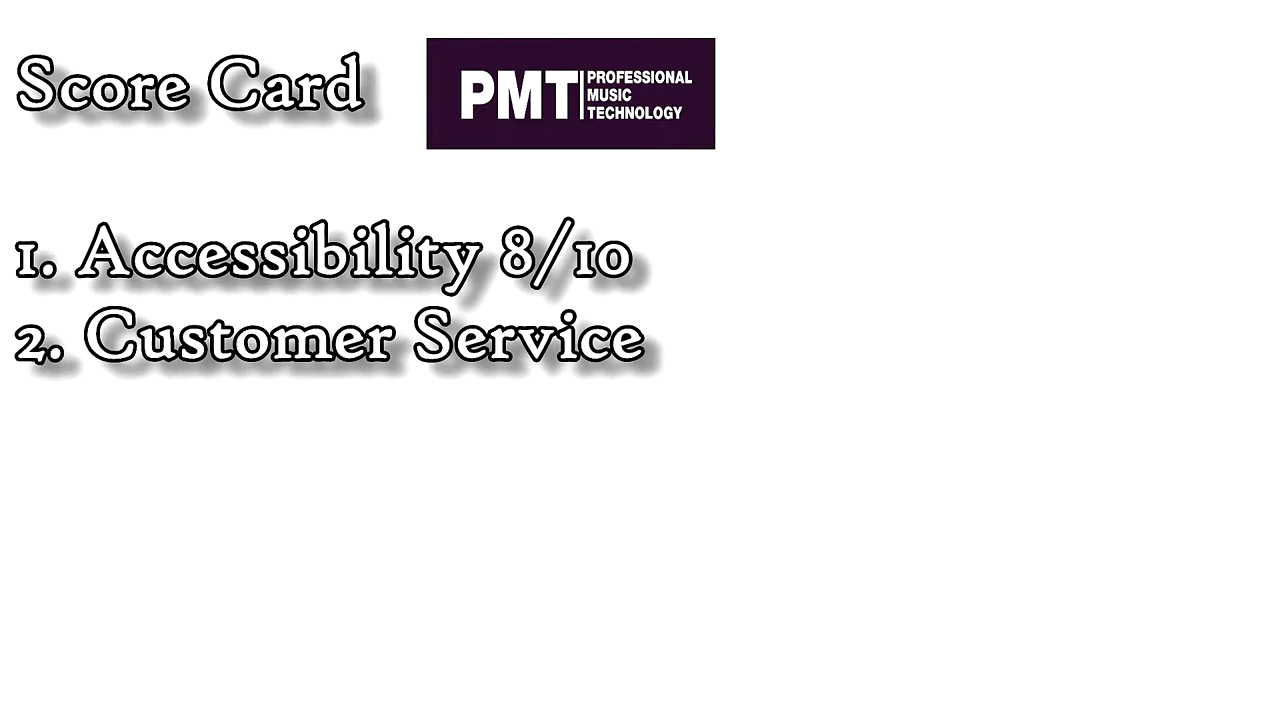 Score Card
PMT
PROFESSIONAL
MUSIC
TECHNOLOGY
1. Accessibility 8/10
2. Customer Service